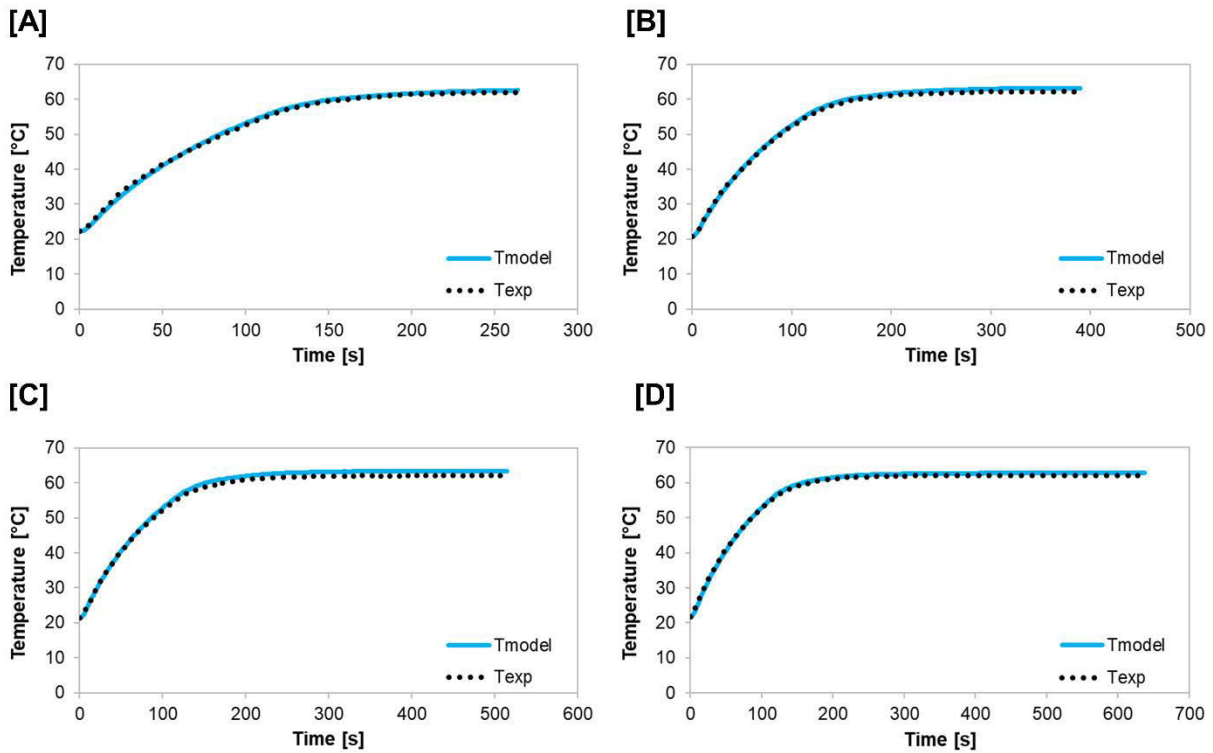 [A]
Temperature [°C]
70
60
50
40
30
20
10
0
0 50 100 150 200 250 300
Time [s]
Tmodel
Texp
[B]
Temperature [°C]
70
60
50
40
30
20
10
0
0 100 200 300 400 500
Time [s]
Tmodel
Texp
[C]
Temperature [°C]
70
60
50
40
30
20
10
0
0 100 200 300 400 500 600
Time [s]
Tmodel
Texp
[D]
Temperature [°C]
70
60
50
40
30
20
10
0
0 100 200 300 400 500 600 700
Time [s]
Tmodel
Texp